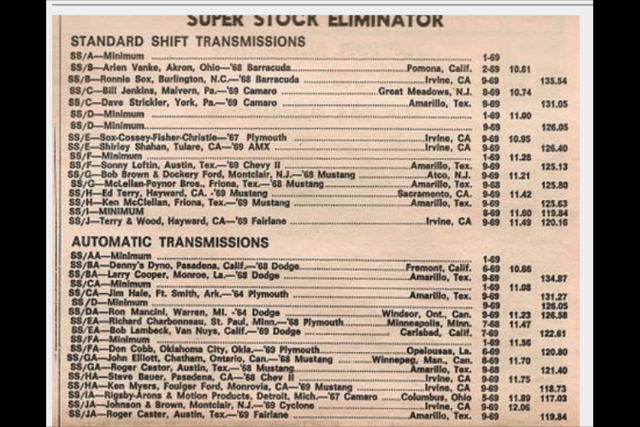 SUPER STOCK ELIMINATOR
STANDARD SHIFT TRANSMISSIONS
SS/A—Minimum 1-69
SS/B—Arlen Vanke, Akron, Ohio—'68 Barracuda Pomona, Calif. 2-69 10.61
SS/B—Ronnie Sox, Burlington, N.C.—'68 Barracuda Irvine, CA 9-69 135.54
SS/C—Bill Jenkins, Malvern, Pa.—'69 Camaro Great Meadows, N.J. 8-69 10.74
SS/C—Dave Strickler, York, Pa.—'69 Camaro Amarillo, Tex. 9-69 131.05
SS/D—Minimum 1-69 11.00
SS/D—Minimum 9-69 126.05
SS/E—Sox-Cossey-Fisher-Christie—'67 Plymouth Irvine, CA 9-69 10.95
SS/E—Shirley Shahan, Tulare, CA—'69 AMX Irvine, CA 9-69 126.40
SS/F—Minimum 1-69 11.28
SS/F—Sonny Loftin, Austin, Tex.—'69 Chevy II Amarillo, Tex. 9-69 125.13
SS/G—Bob Brown & Dockery Ford, Montclair, N.J.—'68 Mustang Atco, N.J. 9-69 11.21
SS/G—McLellan-Poynor Bros., Friona, Tex.—'68 Mustang Amarillo, Tex. 9-68 125.80
SS/H—Ed Terry, Hayward, CA. -'69 Mustang Sacramento, CA. 9-69 11.42
SS/H—Ken McClellan, Friona, Tex.—'69 Mustang Amarillo, Tex. 9-69 125.63
SS/I—MINIMUM 8-69 11.60 119.84
SS/J—Terry & Wood, Hayward, CA—'69 Fairlane Irvine, CA 9-69 11.49 120.16
AUTOMATIC TRANSMISSIONS
SS/AA—Minimum 1-69
SS/BA—Danny's Dyno, Pasadena, Calif.—'68 Dodge Fremont, Calif. 6-69 10.66
SS/BA—Larry Cooper, Monroe, La.—'68 Dodge Amarillo, Tex. 9-69 134.87
SS/CA—Minimum 1-69 11.08
SS/CA—Jim Hale, Ft. Smith, Ark.—'64 Plymouth Amarillo, Tex. 9-69 131.27
SS/D—Minimum 9-69 126.05
SS/DA—Ron Mancini, Warren, MI. -'64 Dodge Windsor, Ont., Can. 9-69 11.23 126.58
SS/EA—Richard Charbonneau, St. Paul, Minn.—'68 Plymouth Minneapolis, Minn. 7-68 11.47
SS/EA—Bob Lambeck, Van Nuys, Calif.—'69 Dodge Carlsbad, Calif. 7-69 122.61
SS/FA—Minimum 1-69 11.56
SS/FA—Don Cobb, Oklahoma City, Okla.—'69 Plymouth Opelousas, La. 6-69 120.80
SS/GA—John Elliott, Chatham, Ontario, Can.—'68 Mustang Winnepeg, Man., Can. 8-69 11.70
SS/GA—Roger Castor, Austin, Tex.—'68 Mustang Amarillo, Tex. 9-68 121.40
SS/HA—Steve Bauer, Pasadena, CA—'68 Chev II Irvine, CA 9-69 11.75
SS/HA—Ken Myers, Foulger Ford, Monrovia, CA—'69 Mustang Irvine, CA 9-69 118.73
SS/IA—Rigsby-Arons & Motion Products, Detroit, Mich.—'67 Camaro Columbus, Ohio 5-69 11.89 117.03
SS/JA—Johnson & Brown, Montclair, N.J.—'69 Cyclone Irvine, CA 9-69 12.06
SS/JA—Roger Caster, Austin, Tex.—'69 Fairlane Amarillo, Tex. 9-69 119.84